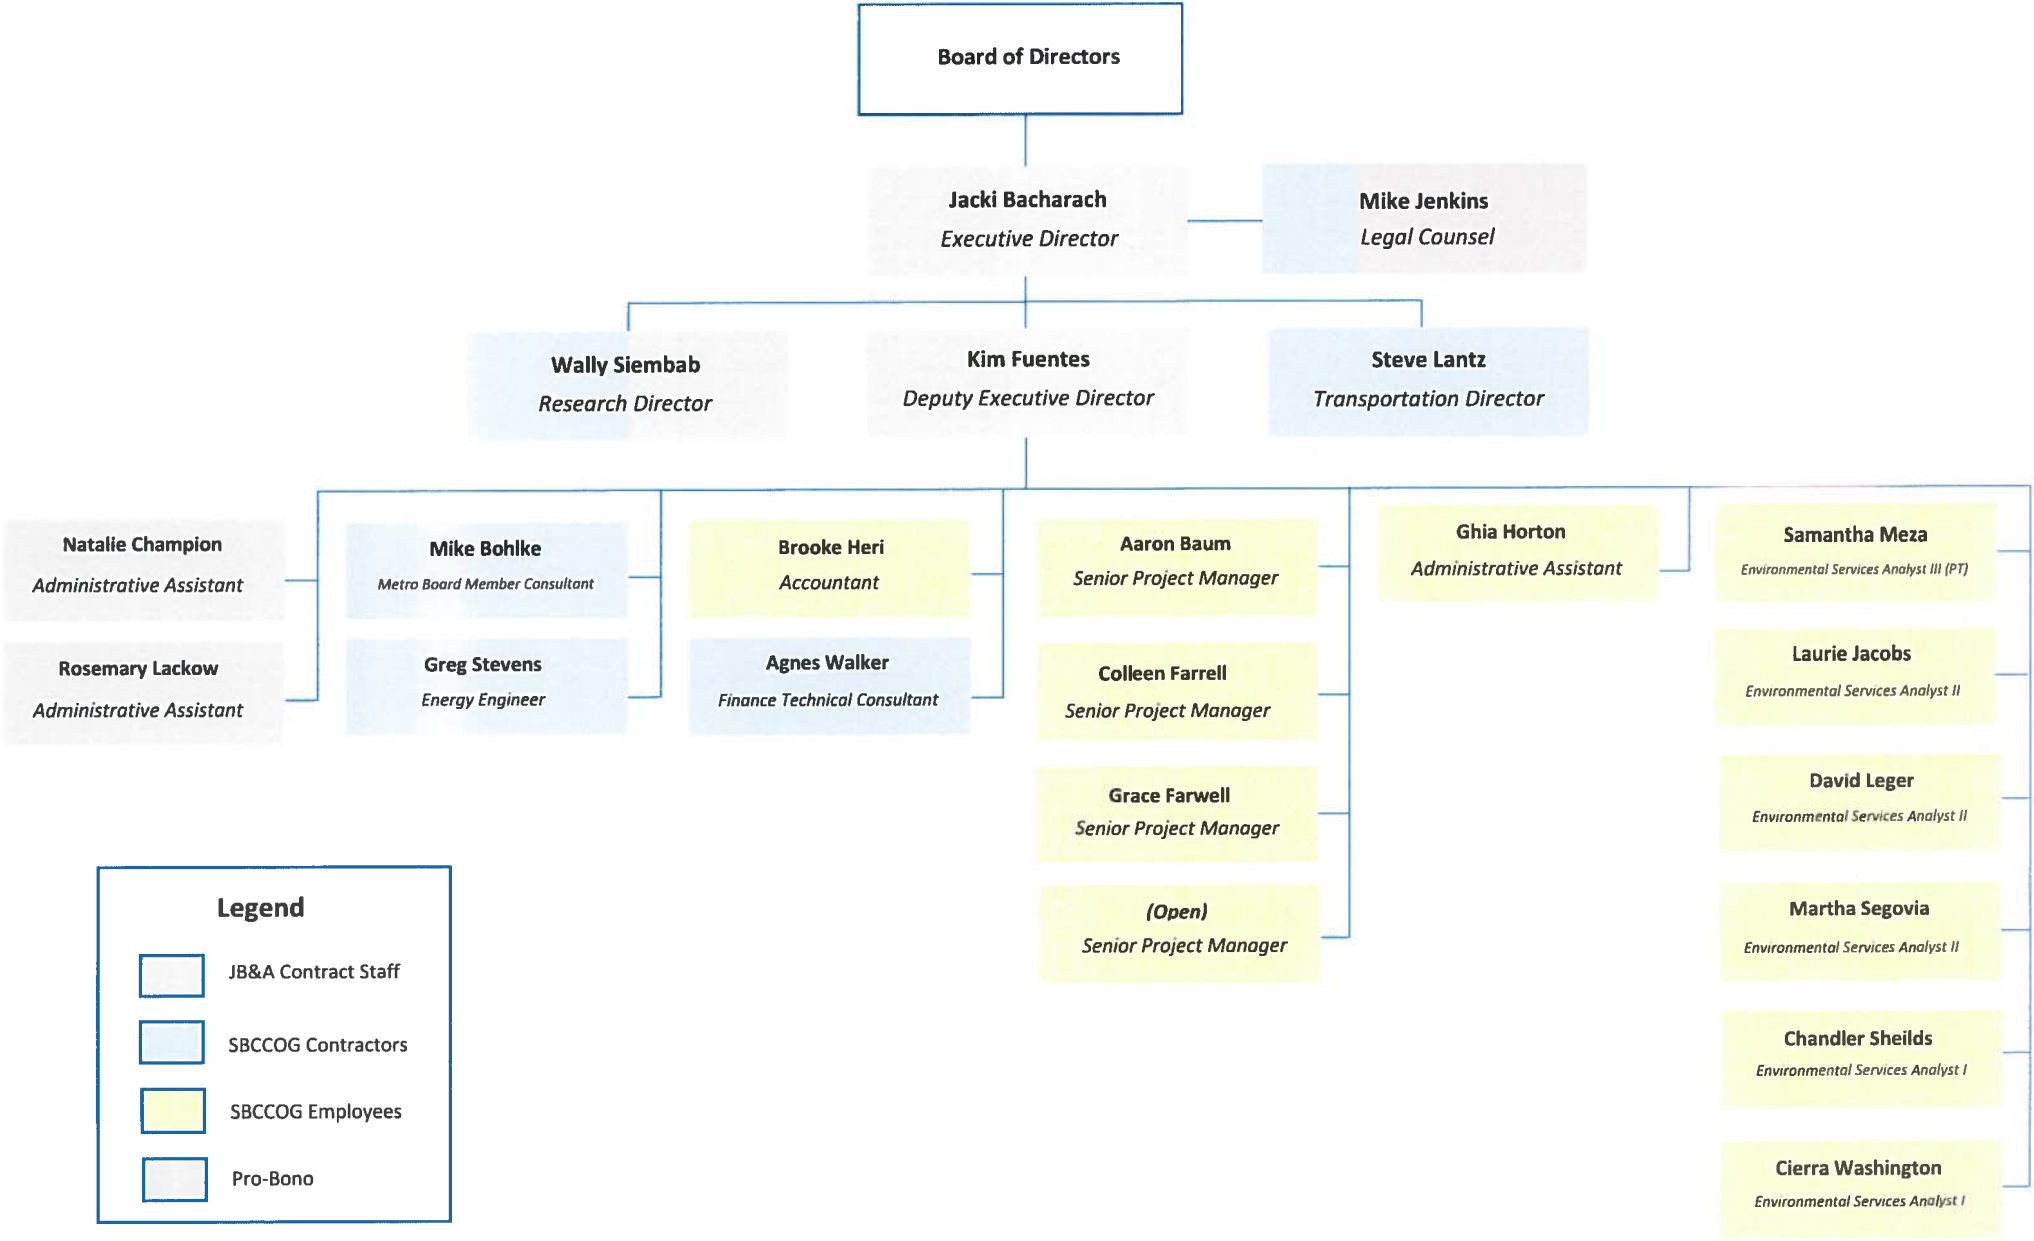 Board of Directors
Jacki Bacharach
Executive Director
Mike Jenkins
Legal Counsel
Wally Siembab
Research Director
Kim Fuentes
Deputy Executive Director
Steve Lantz
Transportation Director
Natalie Champion
Administrative Assistant
Rosemary Lackow
Administrative Assistant
Mike Bohlke
Metro Board Member Consultant
Greg Stevens
Energy Engineer
Brooke Heri
Accountant
Agnes Walker
Finance Technical Consultant
Aaron Baum
Senior Project Manager
Colleen Farrell
Senior Project Manager
Grace Farwell
Senior Project Manager
(Open)
Senior Project Manager
Ghia Horton
Administrative Assistant
Samantha Meza
Environmental Services Analyst III (PT)
Laurie Jacobs
Environmental Services Analyst II
David Leger
Environmental Services Analyst II
Martha Segovia
Environmental Services Analyst II
Chandler Sheilds
Environmental Services Analyst I
Cierra Washington
Environmental Services Analyst I
Legend
JB&A Contract Staff
SBCCOG Contractors
SBCCOG Employees
Pro-Bono